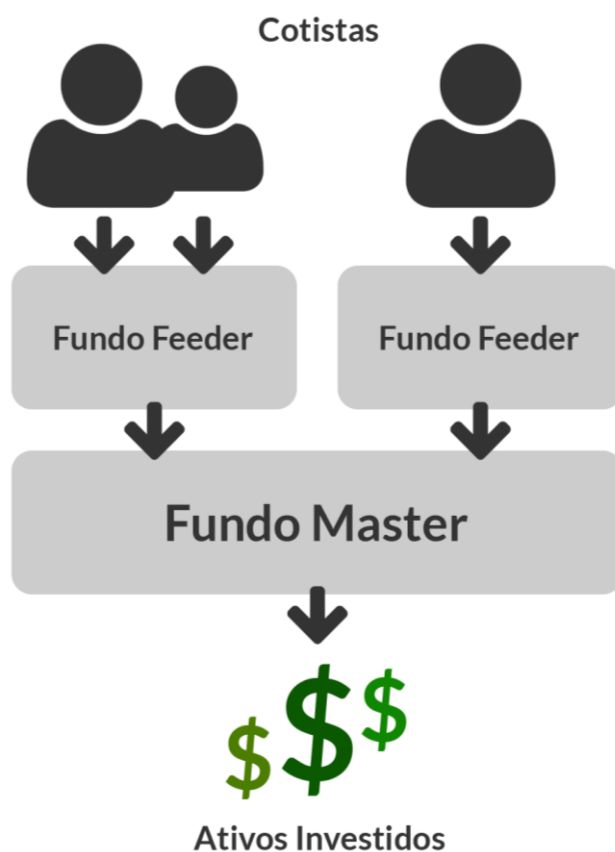 Cotistas
Fundo Feeder
Fundo Feeder
Fundo Master
$ $ $
Ativos Investidos